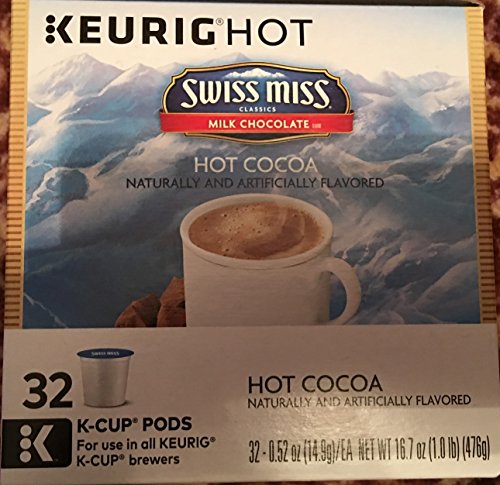 KEURIG® HOT
SWISS MISS
CLASSICS
MILK CHOCOLATE
HOT COCOA
NATURALLY AND ARTIFICIALLY FLAVORED
SWISS MISS
32
K-CUP® PODS
For use in all KEURIG®
K-CUP® brewers
HOT COCOA
NATURALLY AND ARTIFICIALLY FLAVORED
32 - 0.52 oz (14.9g)/EA NET WT 16.7 oz (1.0 lb) (476g)